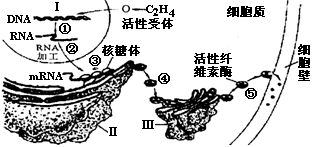 I
O—C₂H₄
活性受体
DNA
①
RNA
②
RNA
加工
③
核糖体
mRNA
④
II
III
活性纤
维素酶
⑤
细胞质
细胞
壁